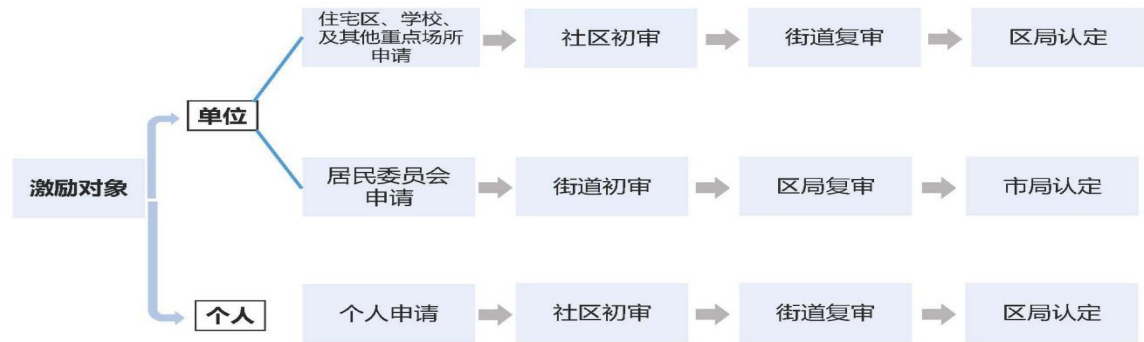 住宅区、学校、
及其他重点场所
申请
社区初审
街道复审
区局认定
单位
居民委员会
申请
街道初审
区局复审
市局认定
激励对象
个人
个人申请
社区初审
街道复审
区局认定